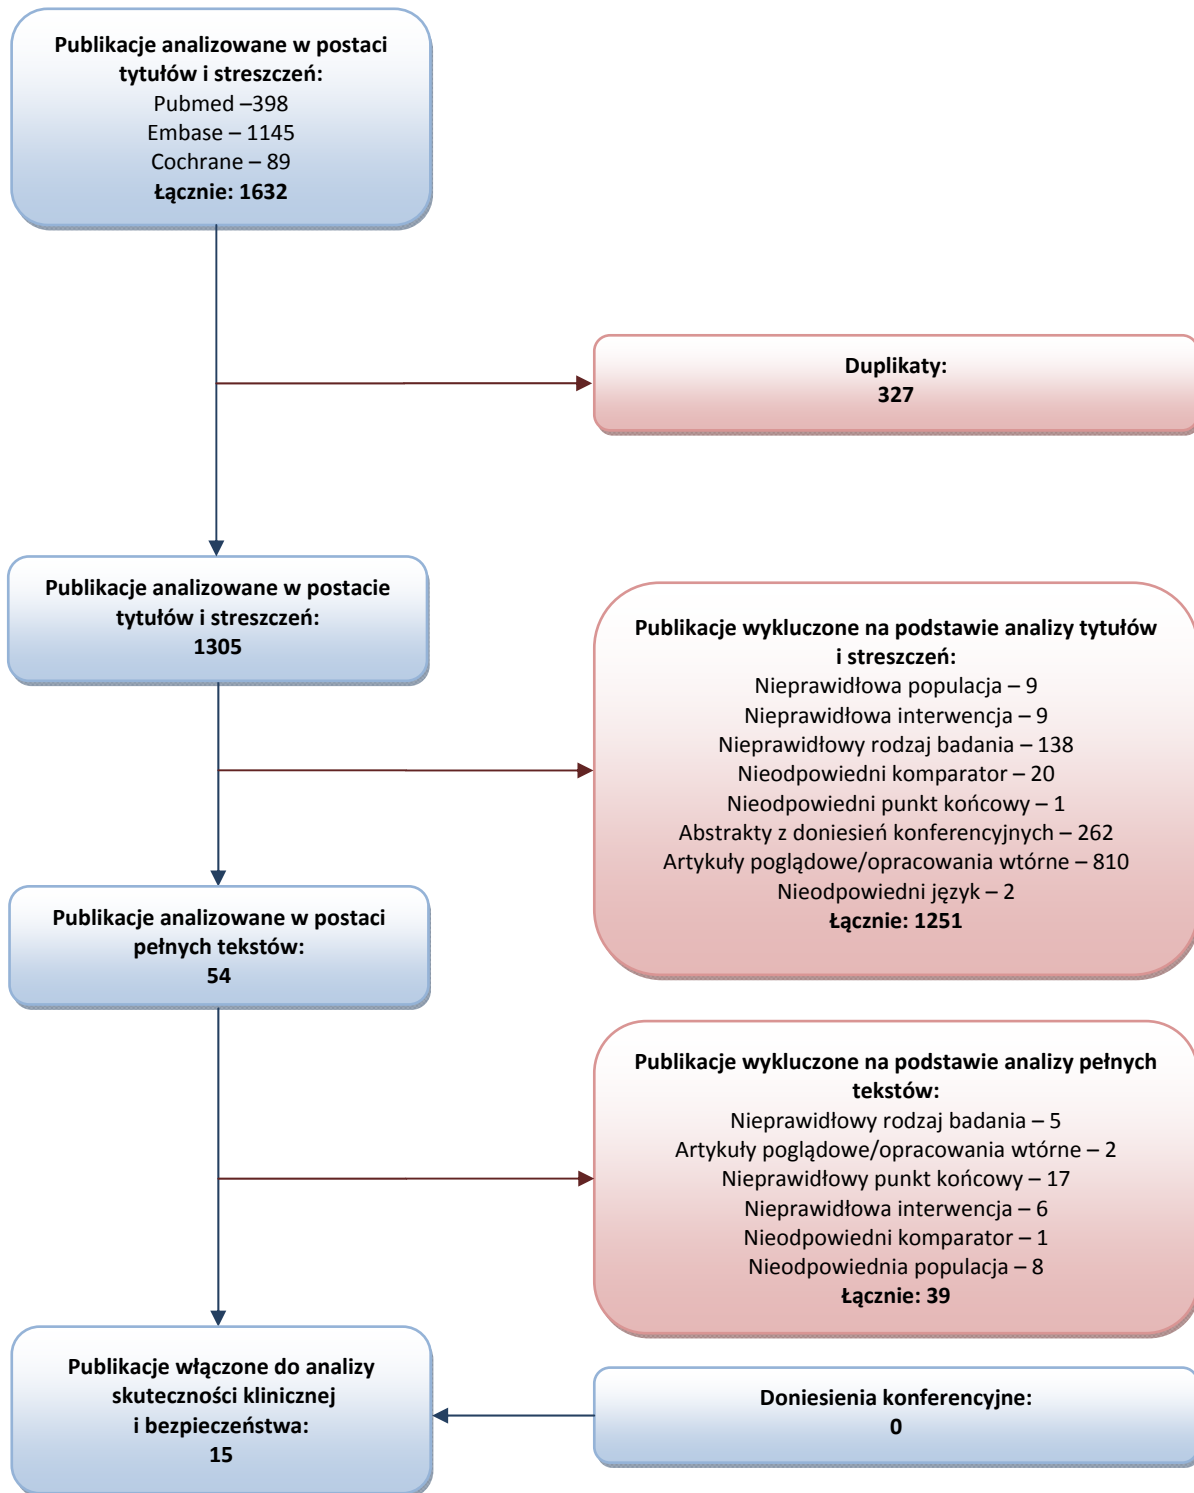 Publikacje analizowane w postaci
tytułów i streszczeń:
Pubmed –398
Embase – 1145
Cochrane – 89
Łącznie: 1632
Duplikaty:
327
Publikacje analizowane w postacie
tytułów i streszczeń:
1305
Publikacje wykluczone na podstawie analizy tytułów
i streszczeń:
Nieprawidłowa populacja – 9
Nieprawidłowa interwencja – 9
Nieprawidłowy rodzaj badania – 138
Nieodpowiedni komparator – 20
Nieodpowiedni punkt końcowy – 1
Abstrakty z doniesień konferencyjnych – 262
Artykuły poglądowe/opracowania wtórne – 810
Nieodpowiedni język – 2
Łącznie: 1251
Publikacje analizowane w postaci
pełnych tekstów:
54
Publikacje wykluczone na podstawie analizy pełnych
tekstów:
Nieprawidłowy rodzaj badania – 5
Artykuły poglądowe/opracowania wtórne – 2
Nieprawidłowy punkt końcowy – 17
Nieprawidłowa interwencja – 6
Nieodpowiedni komparator – 1
Nieodpowiednia populacja – 8
Łącznie: 39
Publikacje włączone do analizy
skuteczności klinicznej
i bezpieczeństwa:
15
Doniesienia konferencyjne:
0